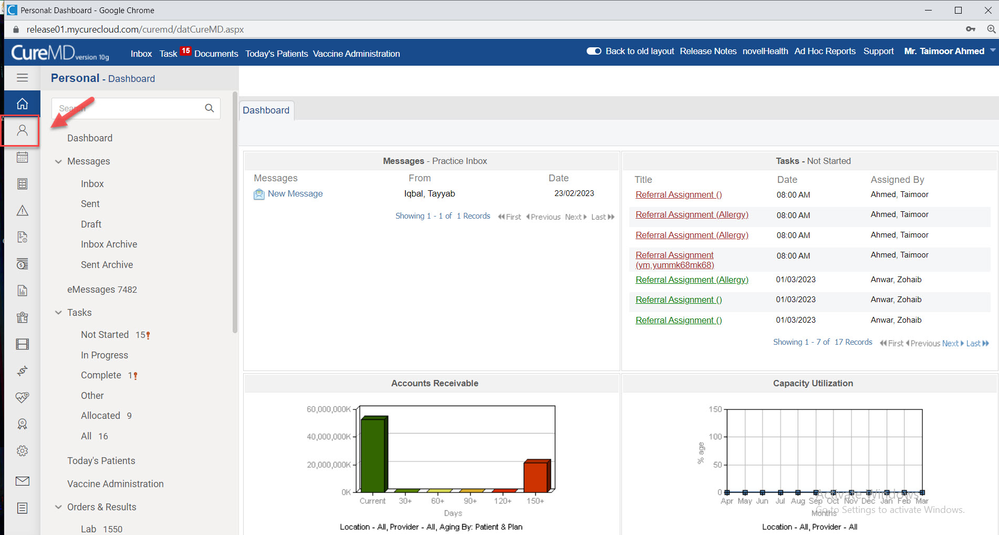 Personal: Dashboard - Google Chrome
release01.mycurecloud.com/curemd/datCureMD.aspx
CureMD version 10g
Inbox Task 15 Documents Today's Patients Vaccine Administration
Back to old layout Release Notes novelHealth Ad Hoc Reports Support Mr. Taimoor Ahmed
Personal - Dashboard
Search
Dashboard
Messages
Inbox
Sent
Draft
Inbox Archive
Sent Archive
eMessages 7482
Tasks
Not Started 15
In Progress
Complete 1
Other
Allocated 9
All 16
Today's Patients
Vaccine Administration
Orders & Results
Lab 1550
Dashboard
Messages - Practice Inbox
Messages From Date
New Message Iqbal, Tayyab 23/02/2023
Showing 1 - 1 of 1 Records First Previous Next Last
Tasks - Not Started
Title Date Assigned By
Referral Assignment () 08:00 AM Ahmed, Taimoor
Referral Assignment (Allergy) 08:00 AM Ahmed, Taimoor
Referral Assignment (Allergy) 08:00 AM Ahmed, Taimoor
Referral Assignment 08:00 AM Ahmed, Taimoor
(ym,yummk68mk68)
Referral Assignment (Allergy) 01/03/2023 Anwar, Zohaib
Referral Assignment () 01/03/2023 Anwar, Zohaib
Referral Assignment () 01/03/2023 Anwar, Zohaib
Showing 1 - 7 of 17 Records First Previous Next Last
Accounts Receivable
60,000,000K
40,000,000K
20,000,000K
0K
Current 30+ 60+ 90+ 120+ 150+
Days
Location - All, Provider - All, Aging By: Patient & Plan
Capacity Utilization
% age
150
100
50
0
Apr May Jun Jul Aug Sep Oct Nov Dec Jan Feb Mar
Months
Location - All, Provider - All
Activate Windows
Go to Settings to activate Windows.